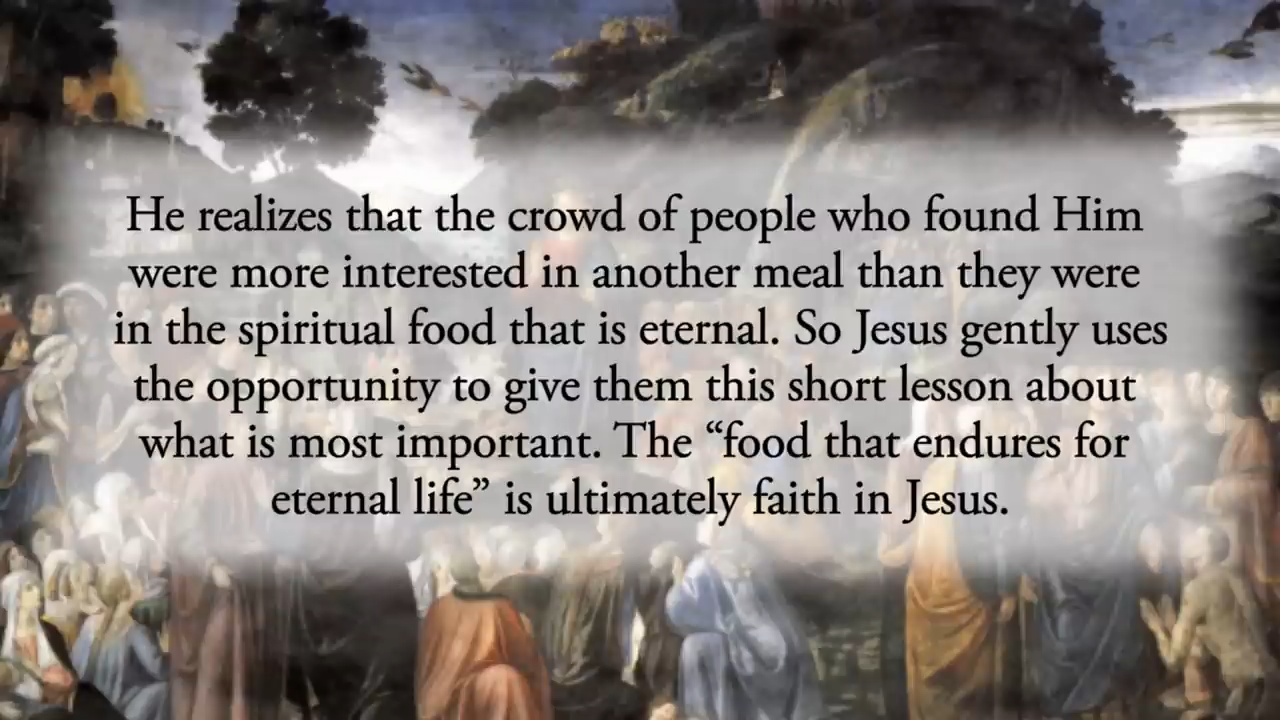 He realizes that the crowd of people who found Him
were more interested in another meal than they were
in the spiritual food that is eternal. So Jesus gently uses
the opportunity to give them this short lesson about
what is most important. The “food that endures for
eternal life” is ultimately faith in Jesus.